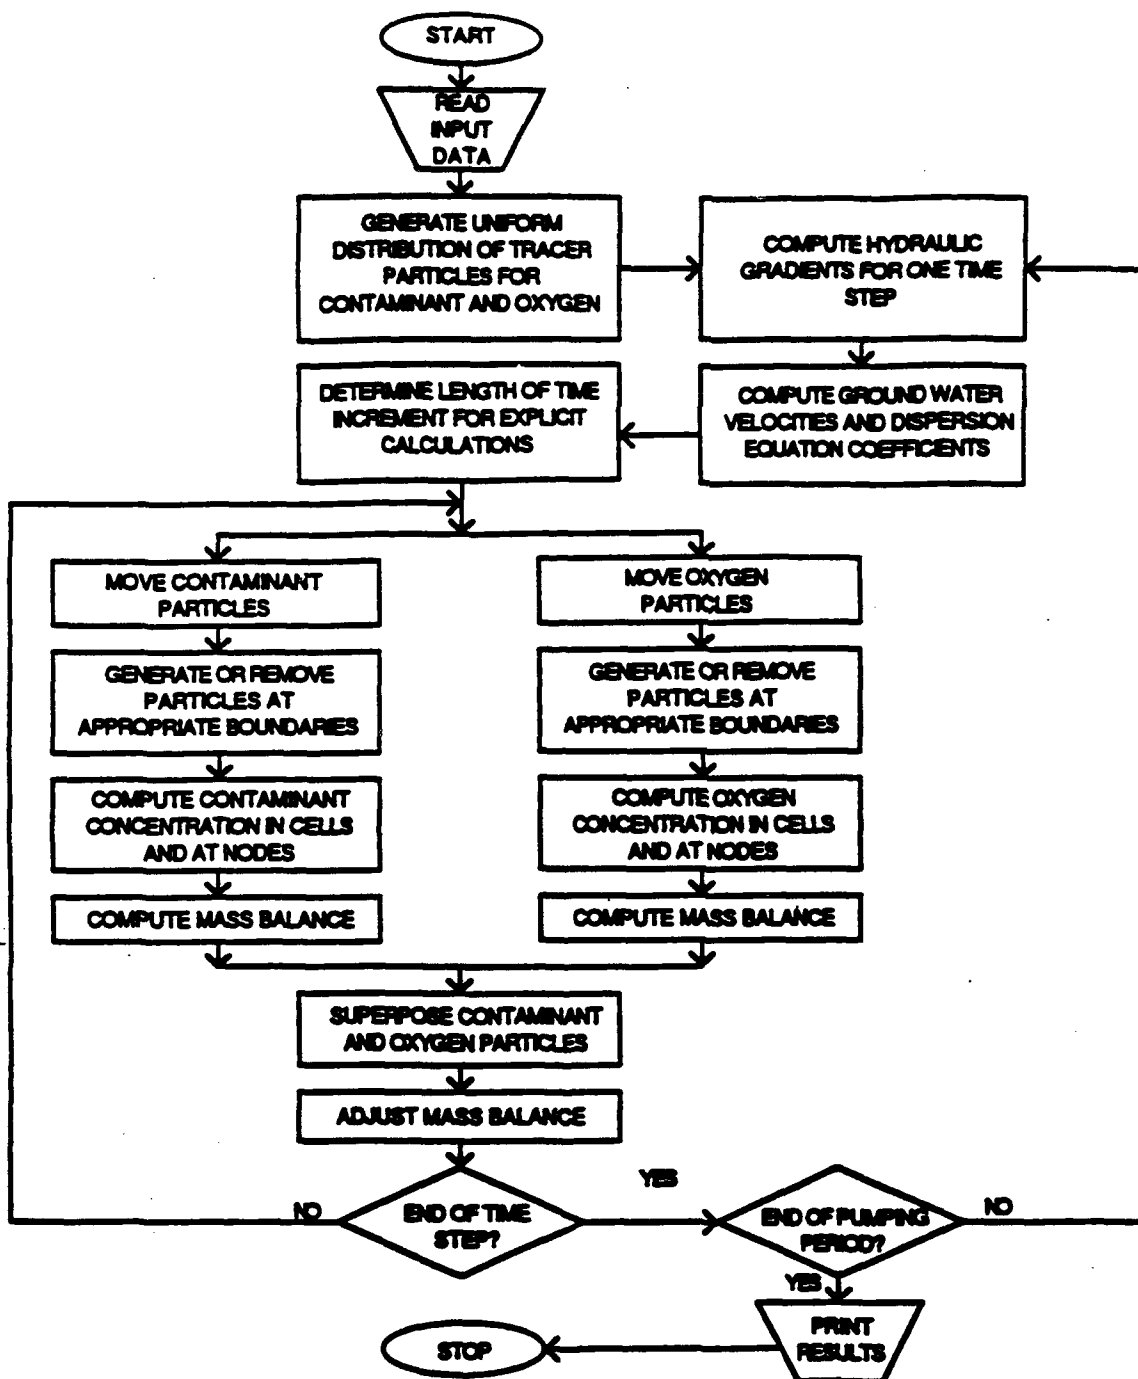 START
READ
INPUT
DATA
GENERATE UNIFORM
DISTRIBUTION OF TRACER
PARTICLES FOR
CONTAMINANT AND OXYGEN
COMPUTE HYDRAULIC
GRADIENTS FOR ONE TIME
STEP
DETERMINE LENGTH OF TIME
INCREMENT FOR EXPLICIT
CALCULATIONS
COMPUTE GROUND WATER
VELOCITIES AND DISPERSION
EQUATION COEFFICIENTS
MOVE CONTAMINANT
PARTICLES
GENERATE OR REMOVE
PARTICLES AT
APPROPRIATE BOUNDARIES
COMPUTE CONTAMINANT
CONCENTRATION IN CELLS
AND AT NODES
COMPUTE MASS BALANCE
MOVE OXYGEN
PARTICLES
GENERATE OR REMOVE
PARTICLES AT
APPROPRIATE BOUNDARIES
COMPUTE OXYGEN
CONCENTRATION IN CELLS
AND AT NODES
COMPUTE MASS BALANCE
SUPERPOSE CONTAMINANT
AND OXYGEN PARTICLES
ADJUST MASS BALANCE
NO
END OF TIME
STEP?
YES
END OF PUMPING
PERIOD?
NO
YES
PRINT
RESULTS
STOP